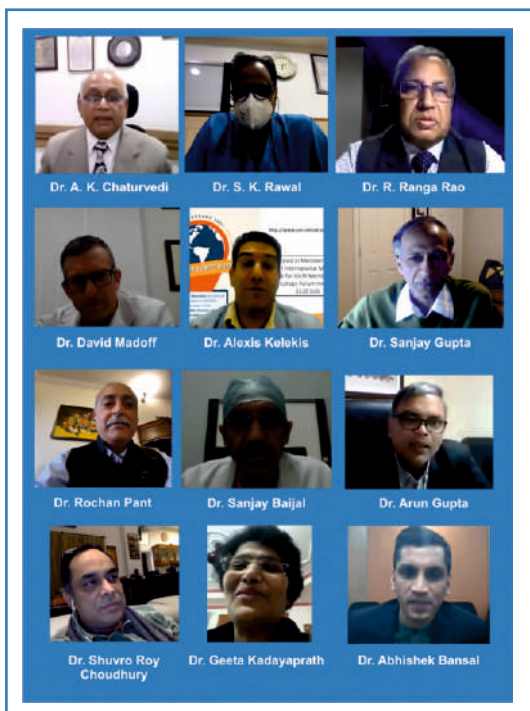 Dr. A. K. Chaturvedi
Dr. S. K. Rawal
Dr. R. Ranga Rao
Dr. David Madoff
Dr. Alexis Kelekis
Dr. Sanjay Gupta
Dr. Rochan Pant
Dr. Sanjay Baijal
Dr. Arun Gupta
Dr. Shuvro Roy
Choudhury
Dr. Geeta Kadayaprath
Dr. Abhishek Bansal